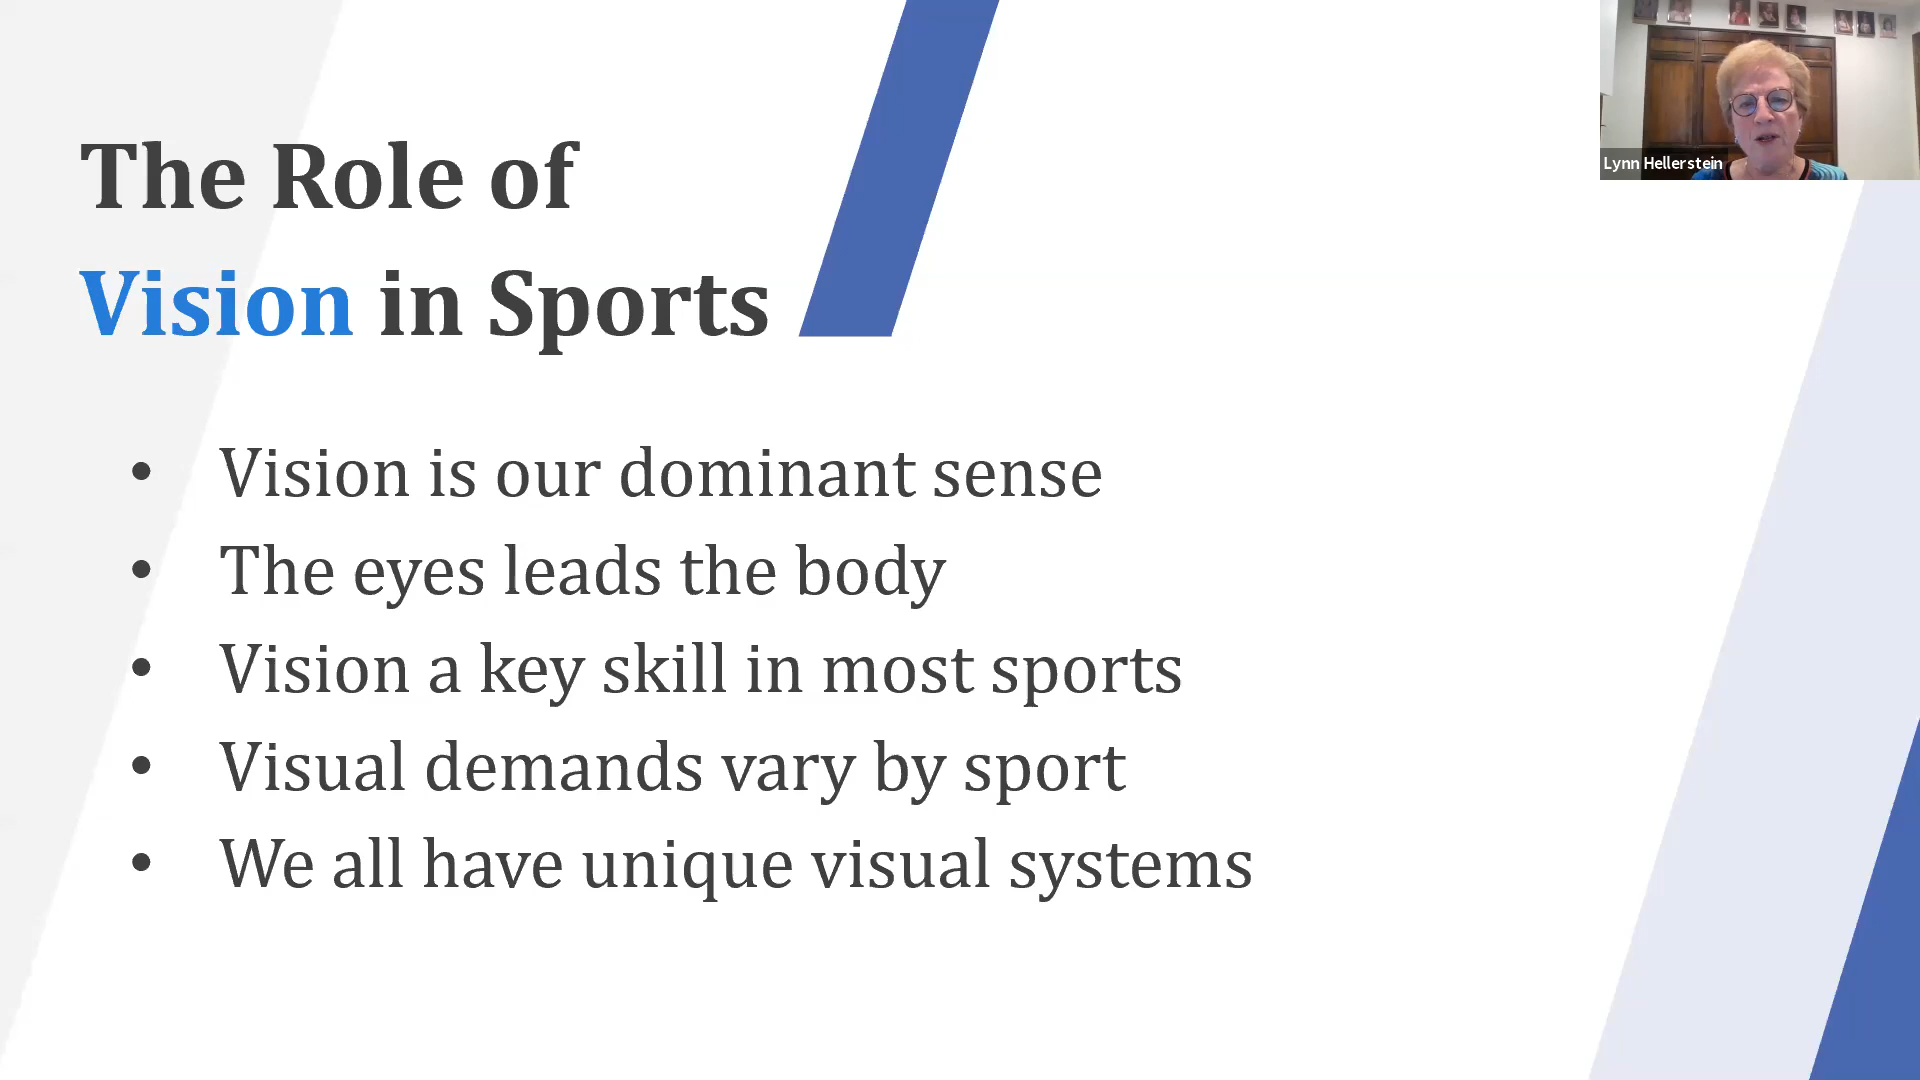 The Role of
Vision in Sports
• Vision is our dominant sense
• The eyes leads the body
• Vision a key skill in most sports
• Visual demands vary by sport
• We all have unique visual systems
Lynn Hellerstein